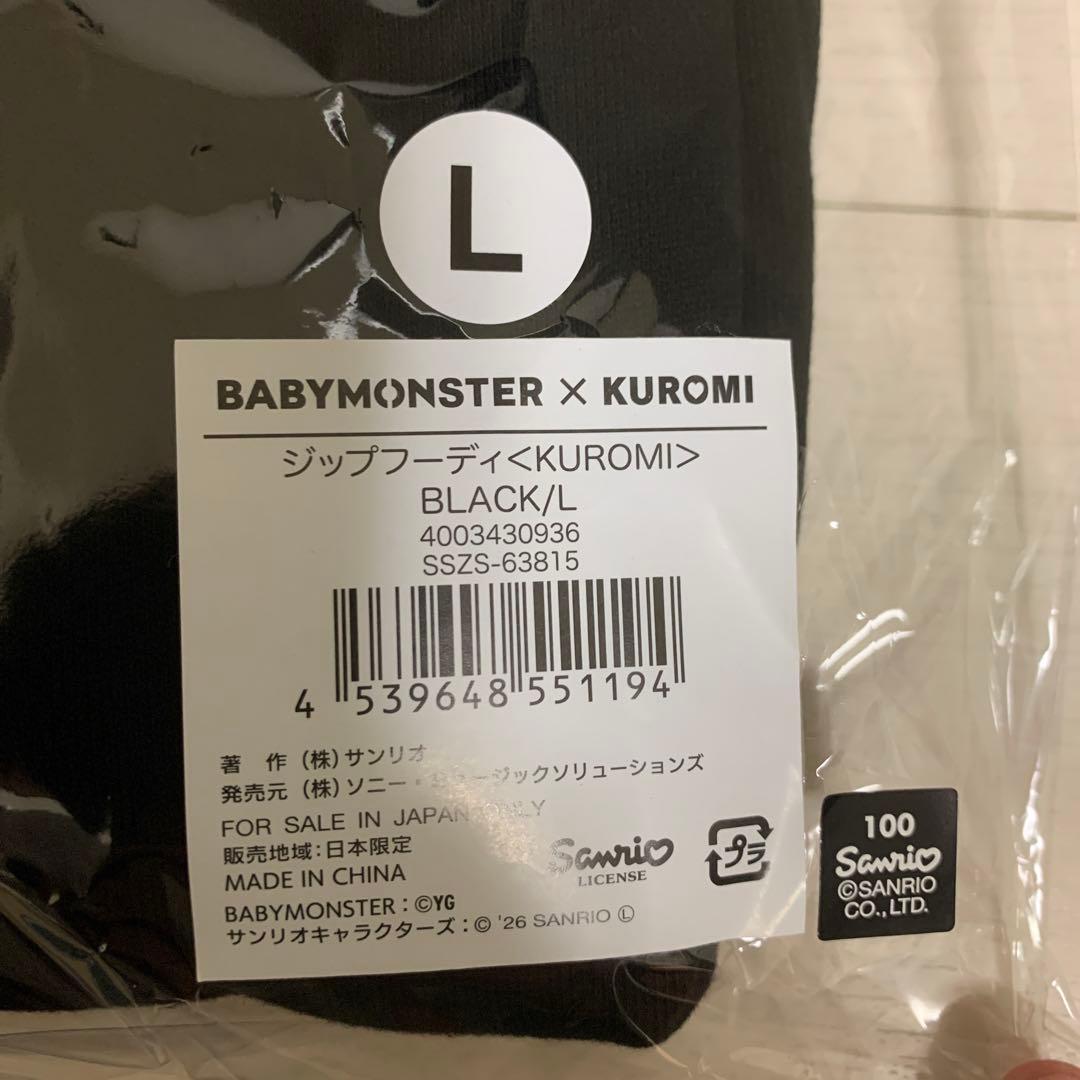 L
BABYMONSTER × KUROMI
ジップフーディ<KUROMI>
BLACK/L
4003430936
SSZS-63815
4 539648 551194
著 作 (株) サンリオ
発売元 (株) ソニー・ミュージックソリューションズ
FOR SALE IN JAPAN ONLY
販売地域:日本限定
MADE IN CHINA
BABYMONSTER:©YG
サンリオキャラクターズ:© '26 SANRIO Ⓛ
Sanrio
LICENSE
プラ
100
Sanrio
©SANRIO
CO.,LTD.